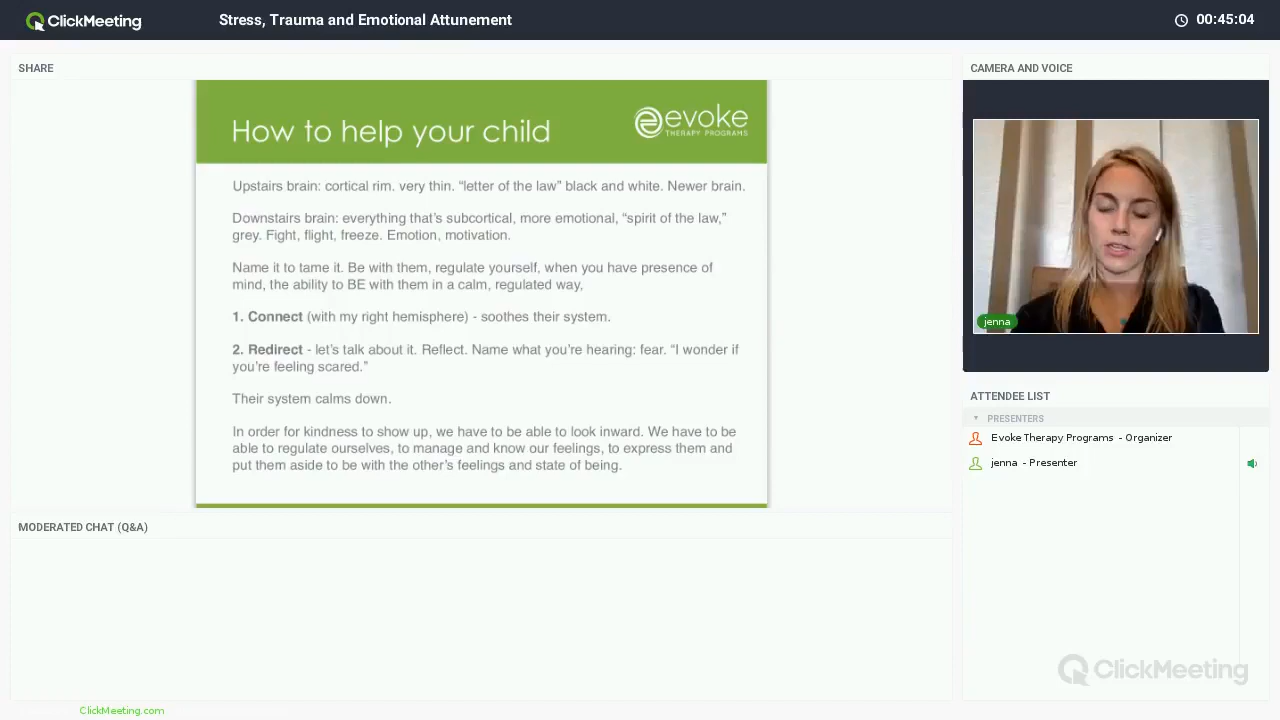 ClickMeeting
Stress, Trauma and Emotional Attunement
00:45:04
SHARE
How to help your child
evoke
THERAPY PROGRAMS
Upstairs brain: cortical rim. very thin. “letter of the law” black and white. Newer brain.
Downstairs brain: everything that’s subcortical, more emotional, “spirit of the law,”
grey. Fight, flight, freeze. Emotion, motivation.
Name it to tame it. Be with them, regulate yourself, when you have presence of
mind, the ability to BE with them in a calm, regulated way,
1. Connect (with my right hemisphere) - soothes their system.
2. Redirect - let’s talk about it. Reflect. Name what you’re hearing: fear. “I wonder if
you’re feeling scared.”
Their system calms down.
In order for kindness to show up, we have to be able to look inward. We have to be
able to regulate ourselves, to manage and know our feelings, to express them and
put them aside to be with the other’s feelings and state of being.
MODERATED CHAT (Q&A)
CAMERA AND VOICE
jenna
ATTENDEE LIST
PRESENTERS
Evoke Therapy Programs - Organizer
jenna - Presenter
ClickMeeting
ClickMeeting.com